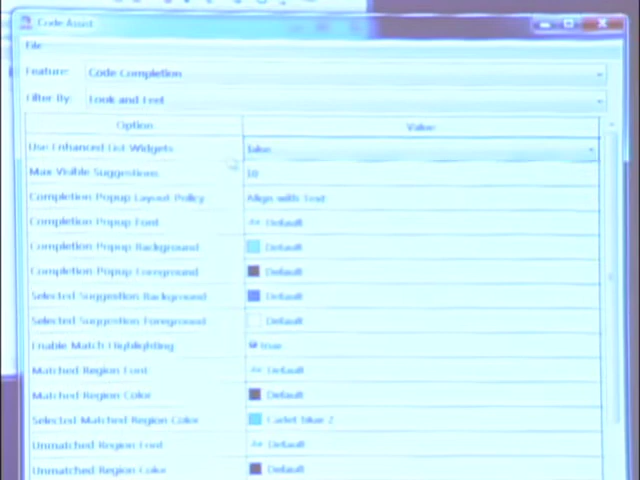 Code Assist
File
Feature: Code Completion
Filter By: Look and Feel
Option Value
Use Enhanced List Widgets false
Max Visible Suggestions 10
Completion Popup Layout Policy Align with Text
Completion Popup Font Default
Completion Popup Background Default
Completion Popup Foreground Default
Selected Suggestion Background Default
Selected Suggestion Foreground Default
Enable Match Highlighting true
Matched Region Font Default
Matched Region Color Default
Selected Matched Region Color Cadet blue 2
Unmatched Region Font Default
Unmatched Region Color Default